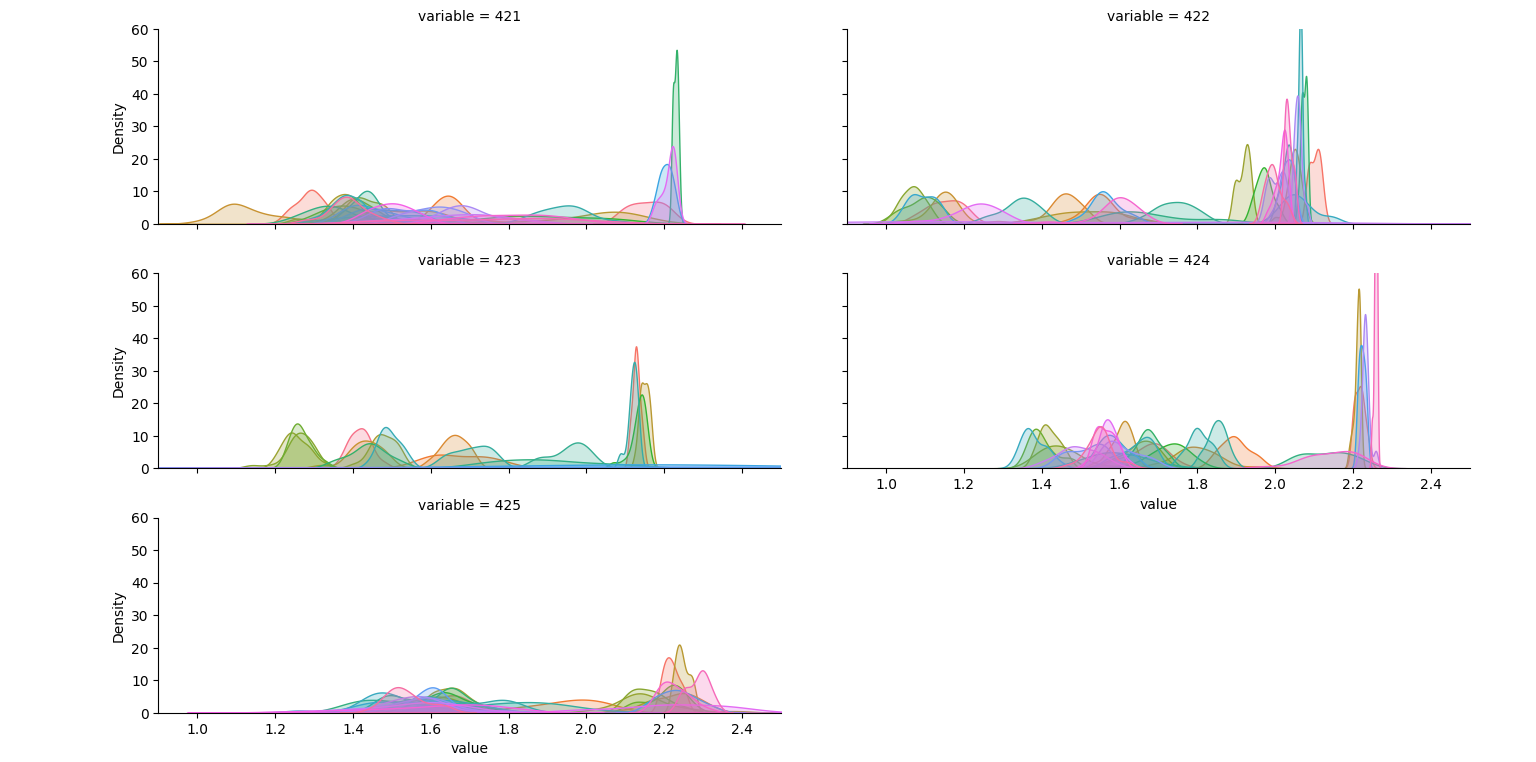 variable = 421
variable = 422
60
50
40
30
20
10
0
Density
variable = 423
variable = 424
60
50
40
30
20
10
0
Density
1.0 1.2 1.4 1.6 1.8 2.0 2.2 2.4
value
variable = 425
60
50
40
30
20
10
0
Density
1.0 1.2 1.4 1.6 1.8 2.0 2.2 2.4
value